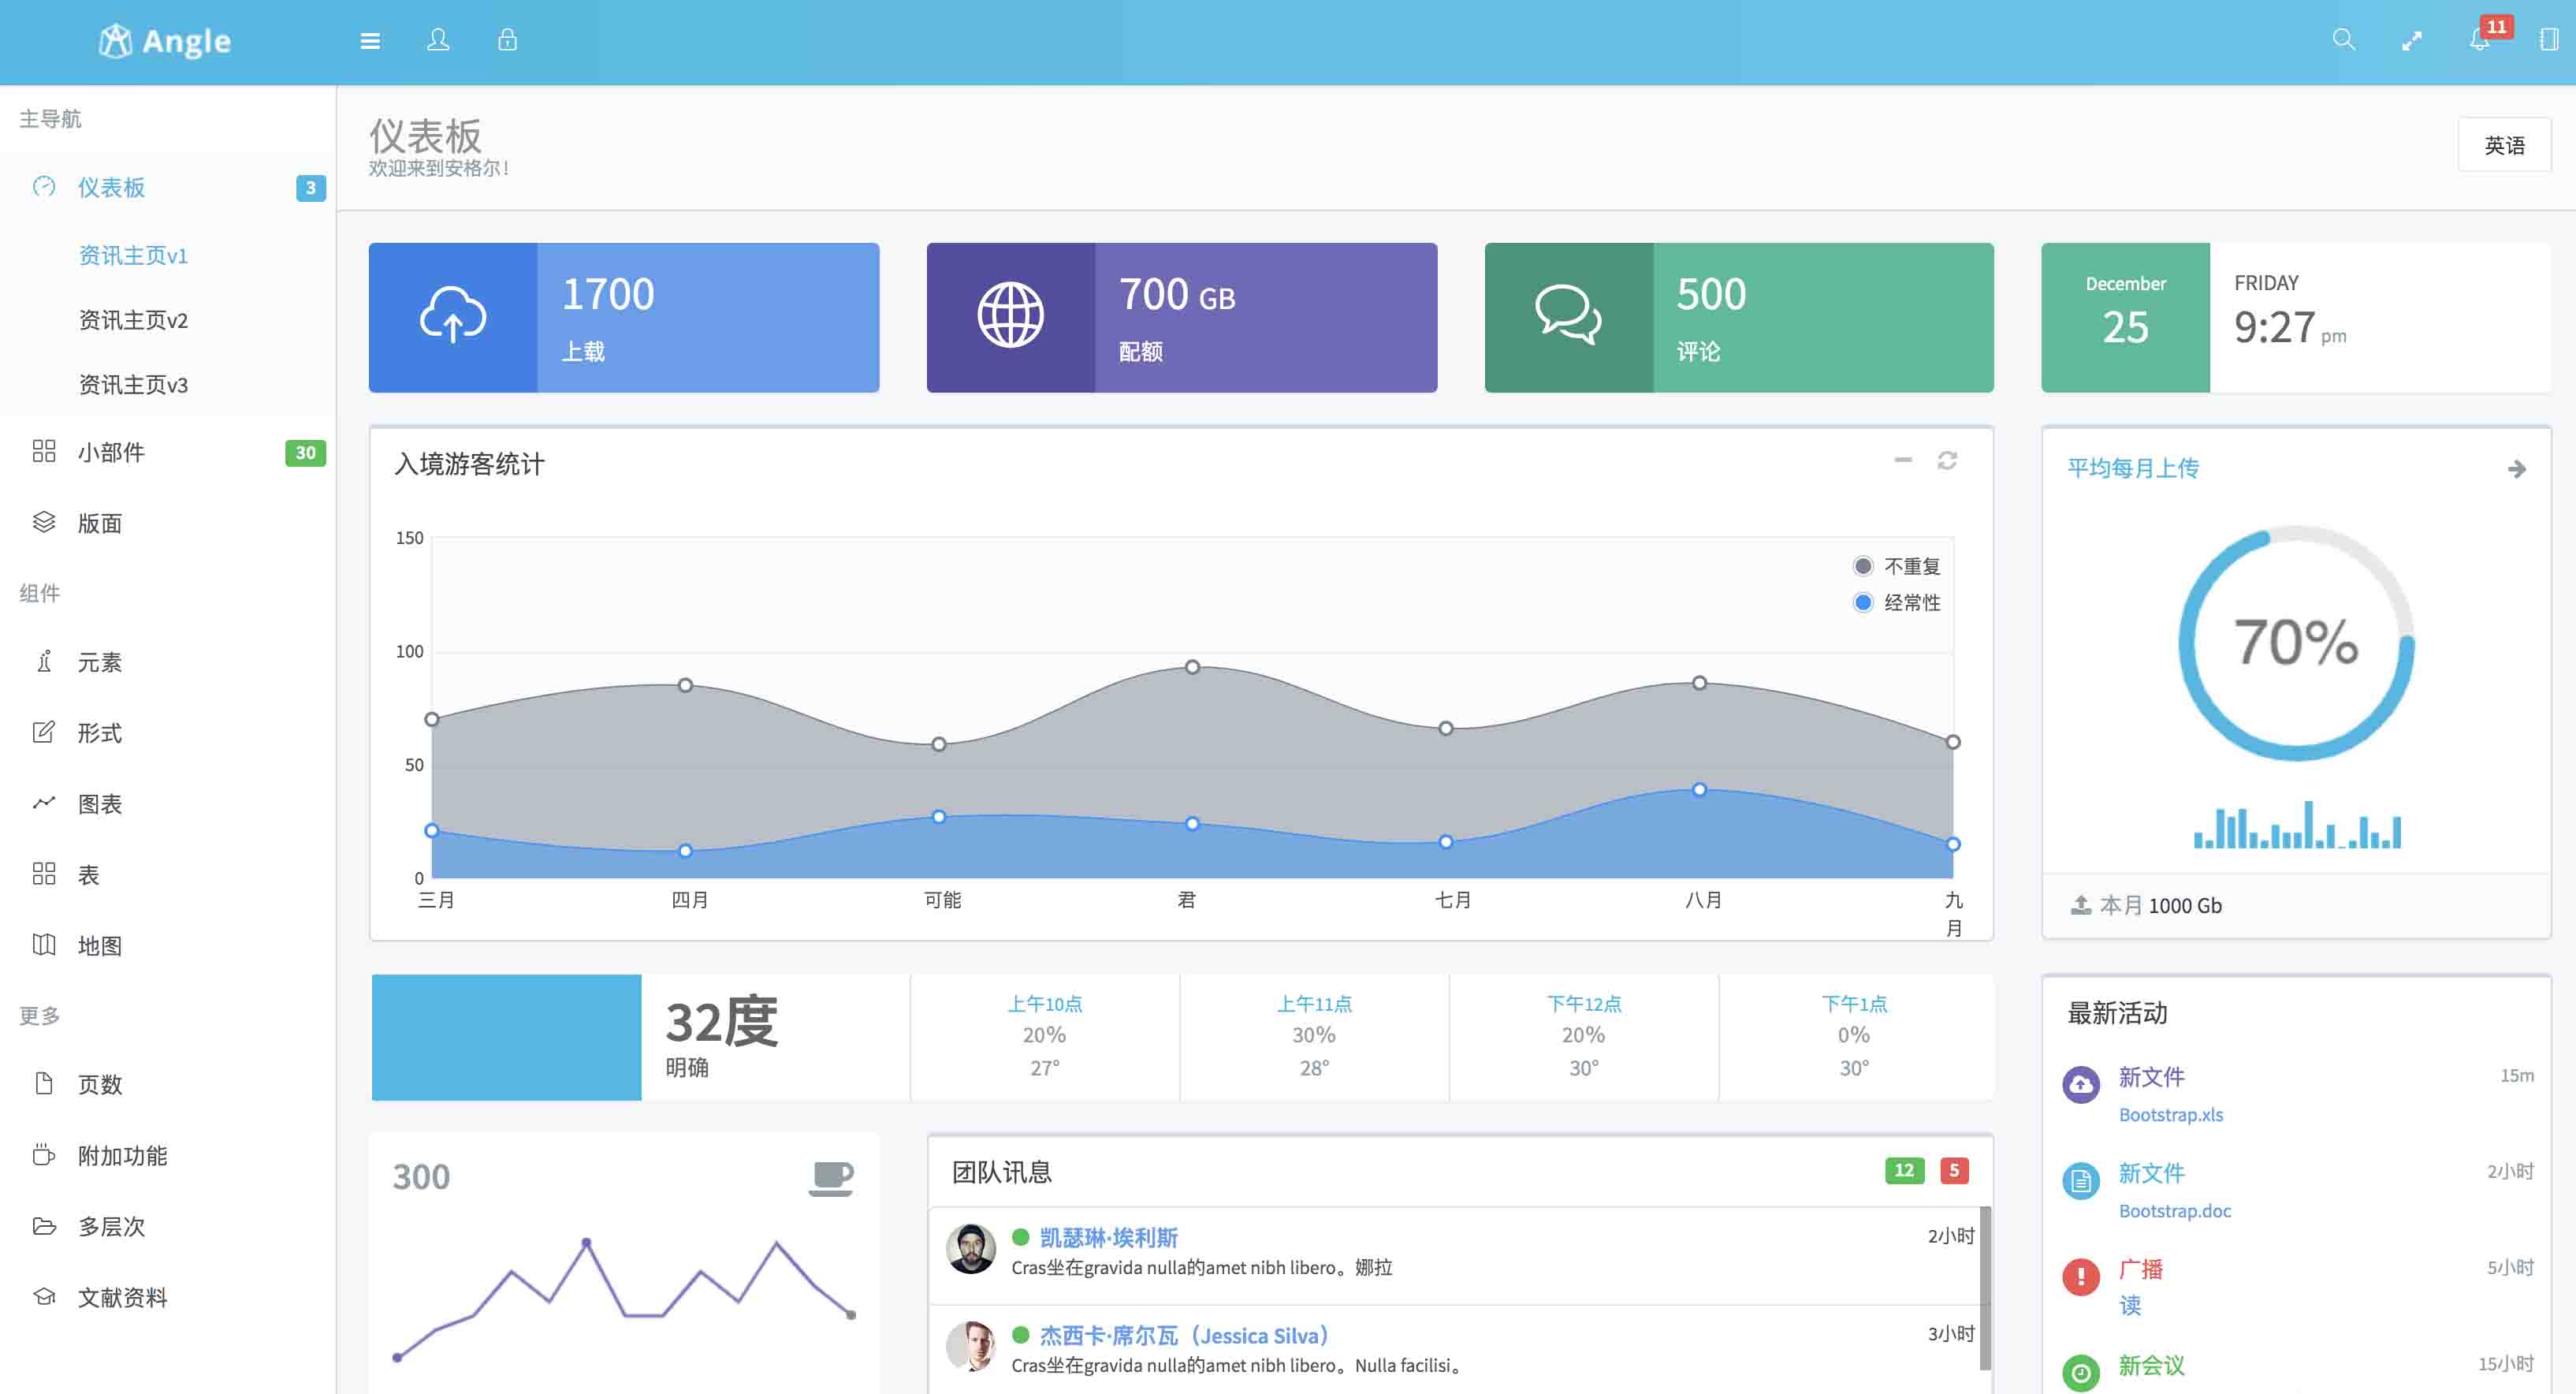 Angle
11
主导航
仪表板
3
资讯主页v1
资讯主页v2
资讯主页v3
小部件
30
版面
组件
元素
形式
图表
表
地图
更多
页数
附加功能
多层次
文献资料
仪表板
欢迎来到安格尔!
英语
1700
上载
700 GB
配额
500
评论
December
25
FRIDAY
9:27 pm
入境游客统计
150
100
50
0
不重复
经常性
三月
四月
可能
君
七月
八月
九
月
平均每月上传
70%
本月 1000 Gb
32度
明确
上午10点
20%
27°
上午11点
30%
28°
下午12点
20%
30°
下午1点
0%
30°
300
团队讯息
12
5
凯瑟琳·埃利斯
2小时
Cras坐在gravida nulla的amet nibh libero。娜拉
杰西卡·席尔瓦（Jessica Silva）
3小时
Cras坐在gravida nulla的amet nibh libero。Nulla facilisi。
最新活动
新文件
15m
Bootstrap.xls
新文件
2小时
Bootstrap.doc
广播
5小时
读
新会议
15小时